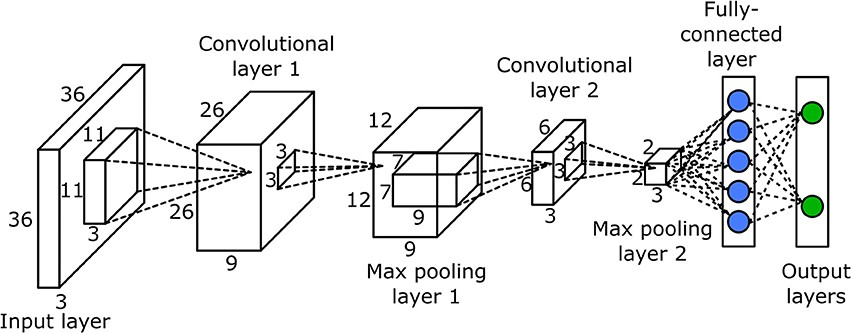 36
11
11
3
36
3
Input layer
Convolutional
layer 1
26
3
3
26
9
12
7
7
9
12
9
Max pooling
layer 1
Convolutional
layer 2
6
3
3
6
3
2
2
3
Max pooling
layer 2
Fully-
connected
layer
Output
layers